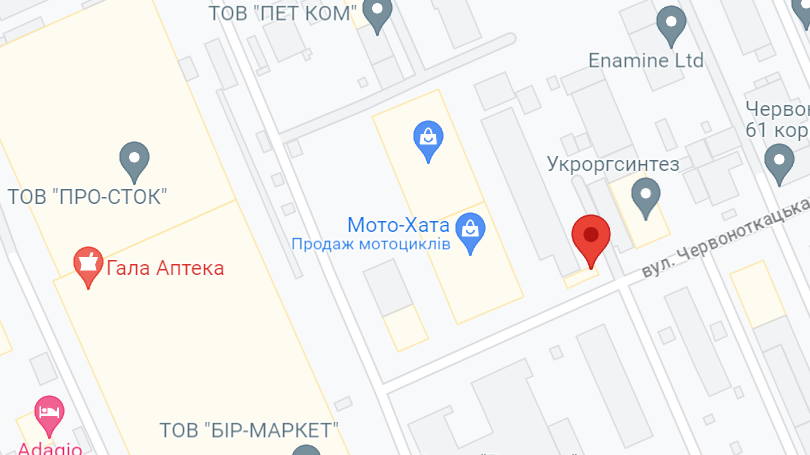 ТОВ "ПЕТ КОМ"
Enamine Ltd
61 кор
Укроргсинтез
ТОВ "ПРО-СТОК"
вул. Червоноткацька
Мото-Хата
Продаж мотоциклів
Гала Аптека
ТОВ "БІР-МАРКЕТ"
Adagio